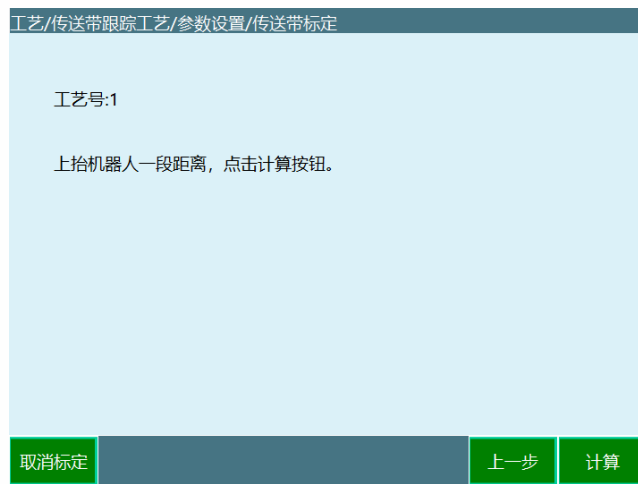 工艺/传送带跟踪工艺/参数设置/传送带标定
工艺号:1
上抬机器人一段距离，点击计算按钮。
取消标定
上一步
计算